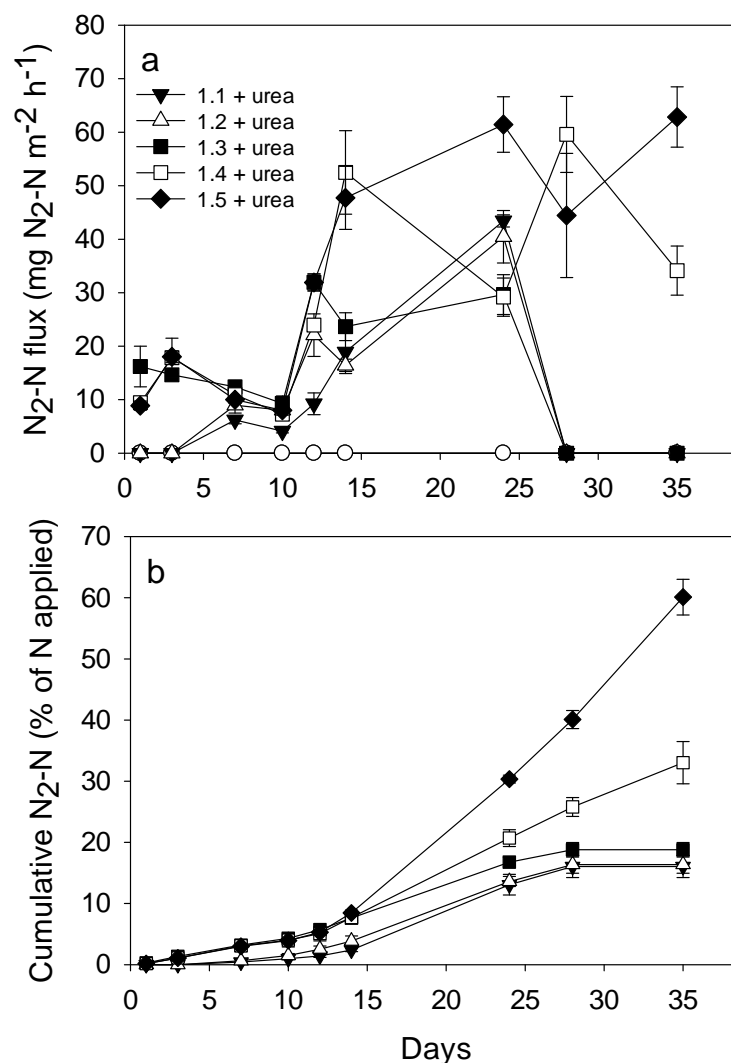 a
N2-N flux (mg N2-N m-2 h-1)
80
70
60
50
40
30
20
10
0
1.1 + urea
1.2 + urea
1.3 + urea
1.4 + urea
1.5 + urea
0 5 10 15 20 25 30 35
b
Cumulative N2-N (% of N applied)
70
60
50
40
30
20
10
0
0 5 10 15 20 25 30 35
Days